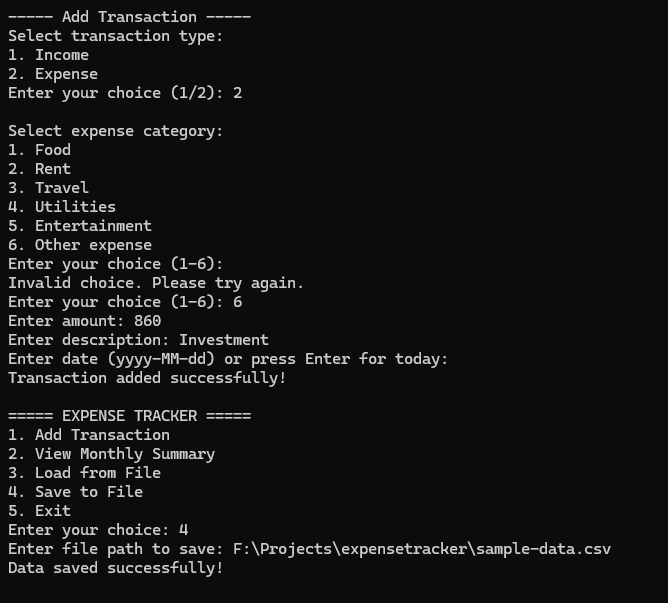 ----- Add Transaction -----
Select transaction type:
1. Income
2. Expense
Enter your choice (1/2): 2
Select expense category:
1. Food
2. Rent
3. Travel
4. Utilities
5. Entertainment
6. Other expense
Enter your choice (1-6):
Invalid choice. Please try again.
Enter your choice (1-6): 6
Enter amount: 860
Enter description: Investment
Enter date (yyyy-MM-dd) or press Enter for today:
Transaction added successfully!
===== EXPENSE TRACKER =====
1. Add Transaction
2. View Monthly Summary
3. Load from File
4. Save to File
5. Exit
Enter your choice: 4
Enter file path to save: F:\Projects\expensetracker\sample-data.csv
Data saved successfully!